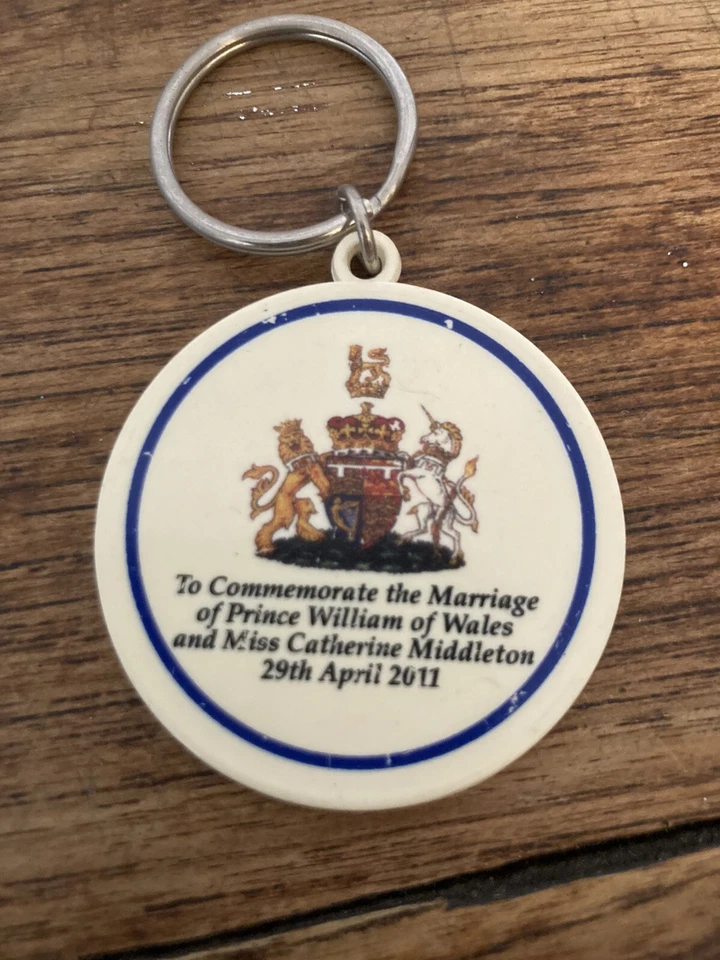 To Commemorate the Marriage
of Prince William of Wales
and Miss Catherine Middleton
29th April 2011